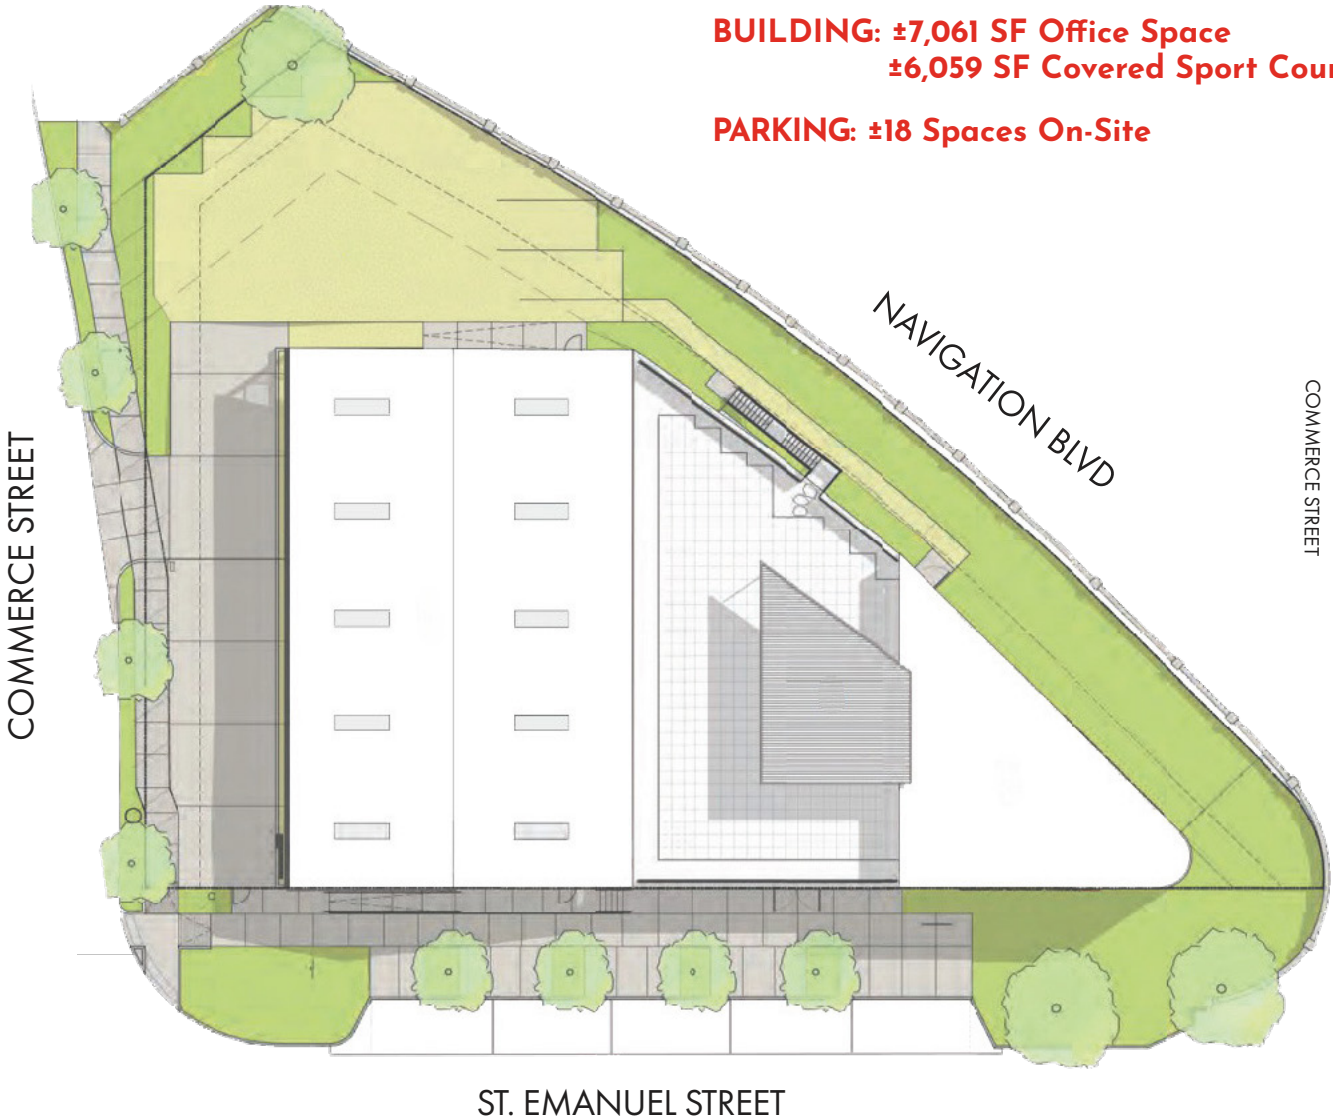 BUILDING: ±7,061 SF Office Space
±6,059 SF Covered Sport
PARKING: ±18 Spaces On-Site
NAVIGATION BLVD
COMMERCE STREET
COMMERCE STREET
ST. EMANUEL STREET